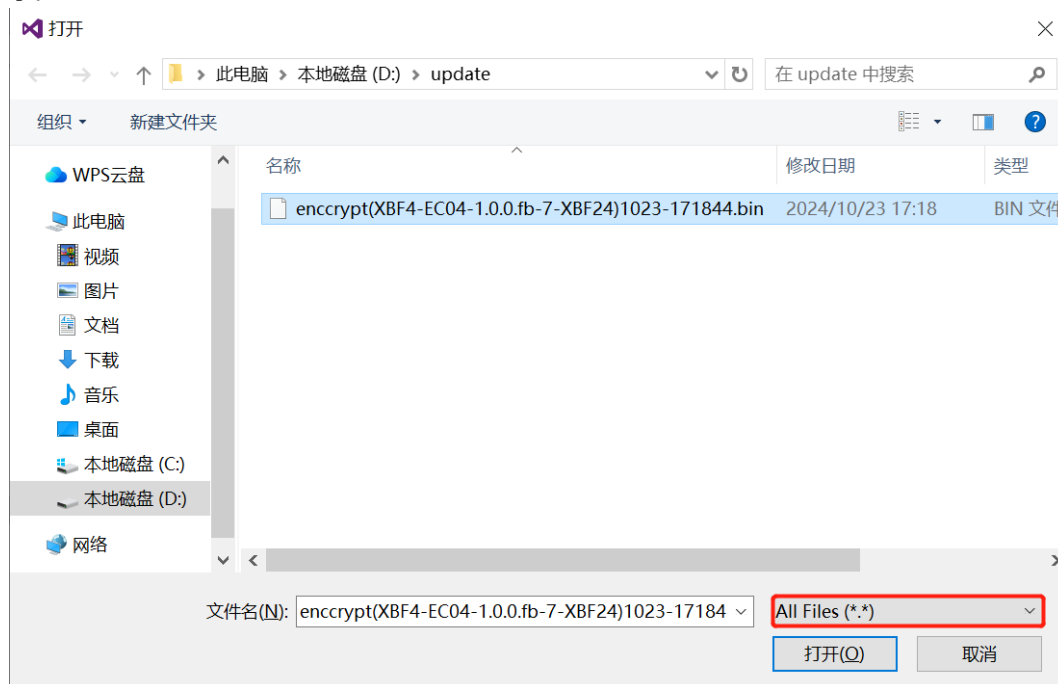 打开
此电脑 > 本地磁盘 (D:) > update
在 update 中搜索
组织
新建文件夹
名称
修改日期
类型
enccrypt(XBF4-EC04-1.0.0.fb-7-XBF24)1023-171844.bin
2024/10/23 17:18
BIN 文件
WPS云盘
此电脑
视频
图片
文档
下载
音乐
桌面
本地磁盘 (C:)
本地磁盘 (D:)
网络
文件名(N):
enccrypt(XBF4-EC04-1.0.0.fb-7-XBF24)1023-17184
All Files (*.*)
打开(O)
取消